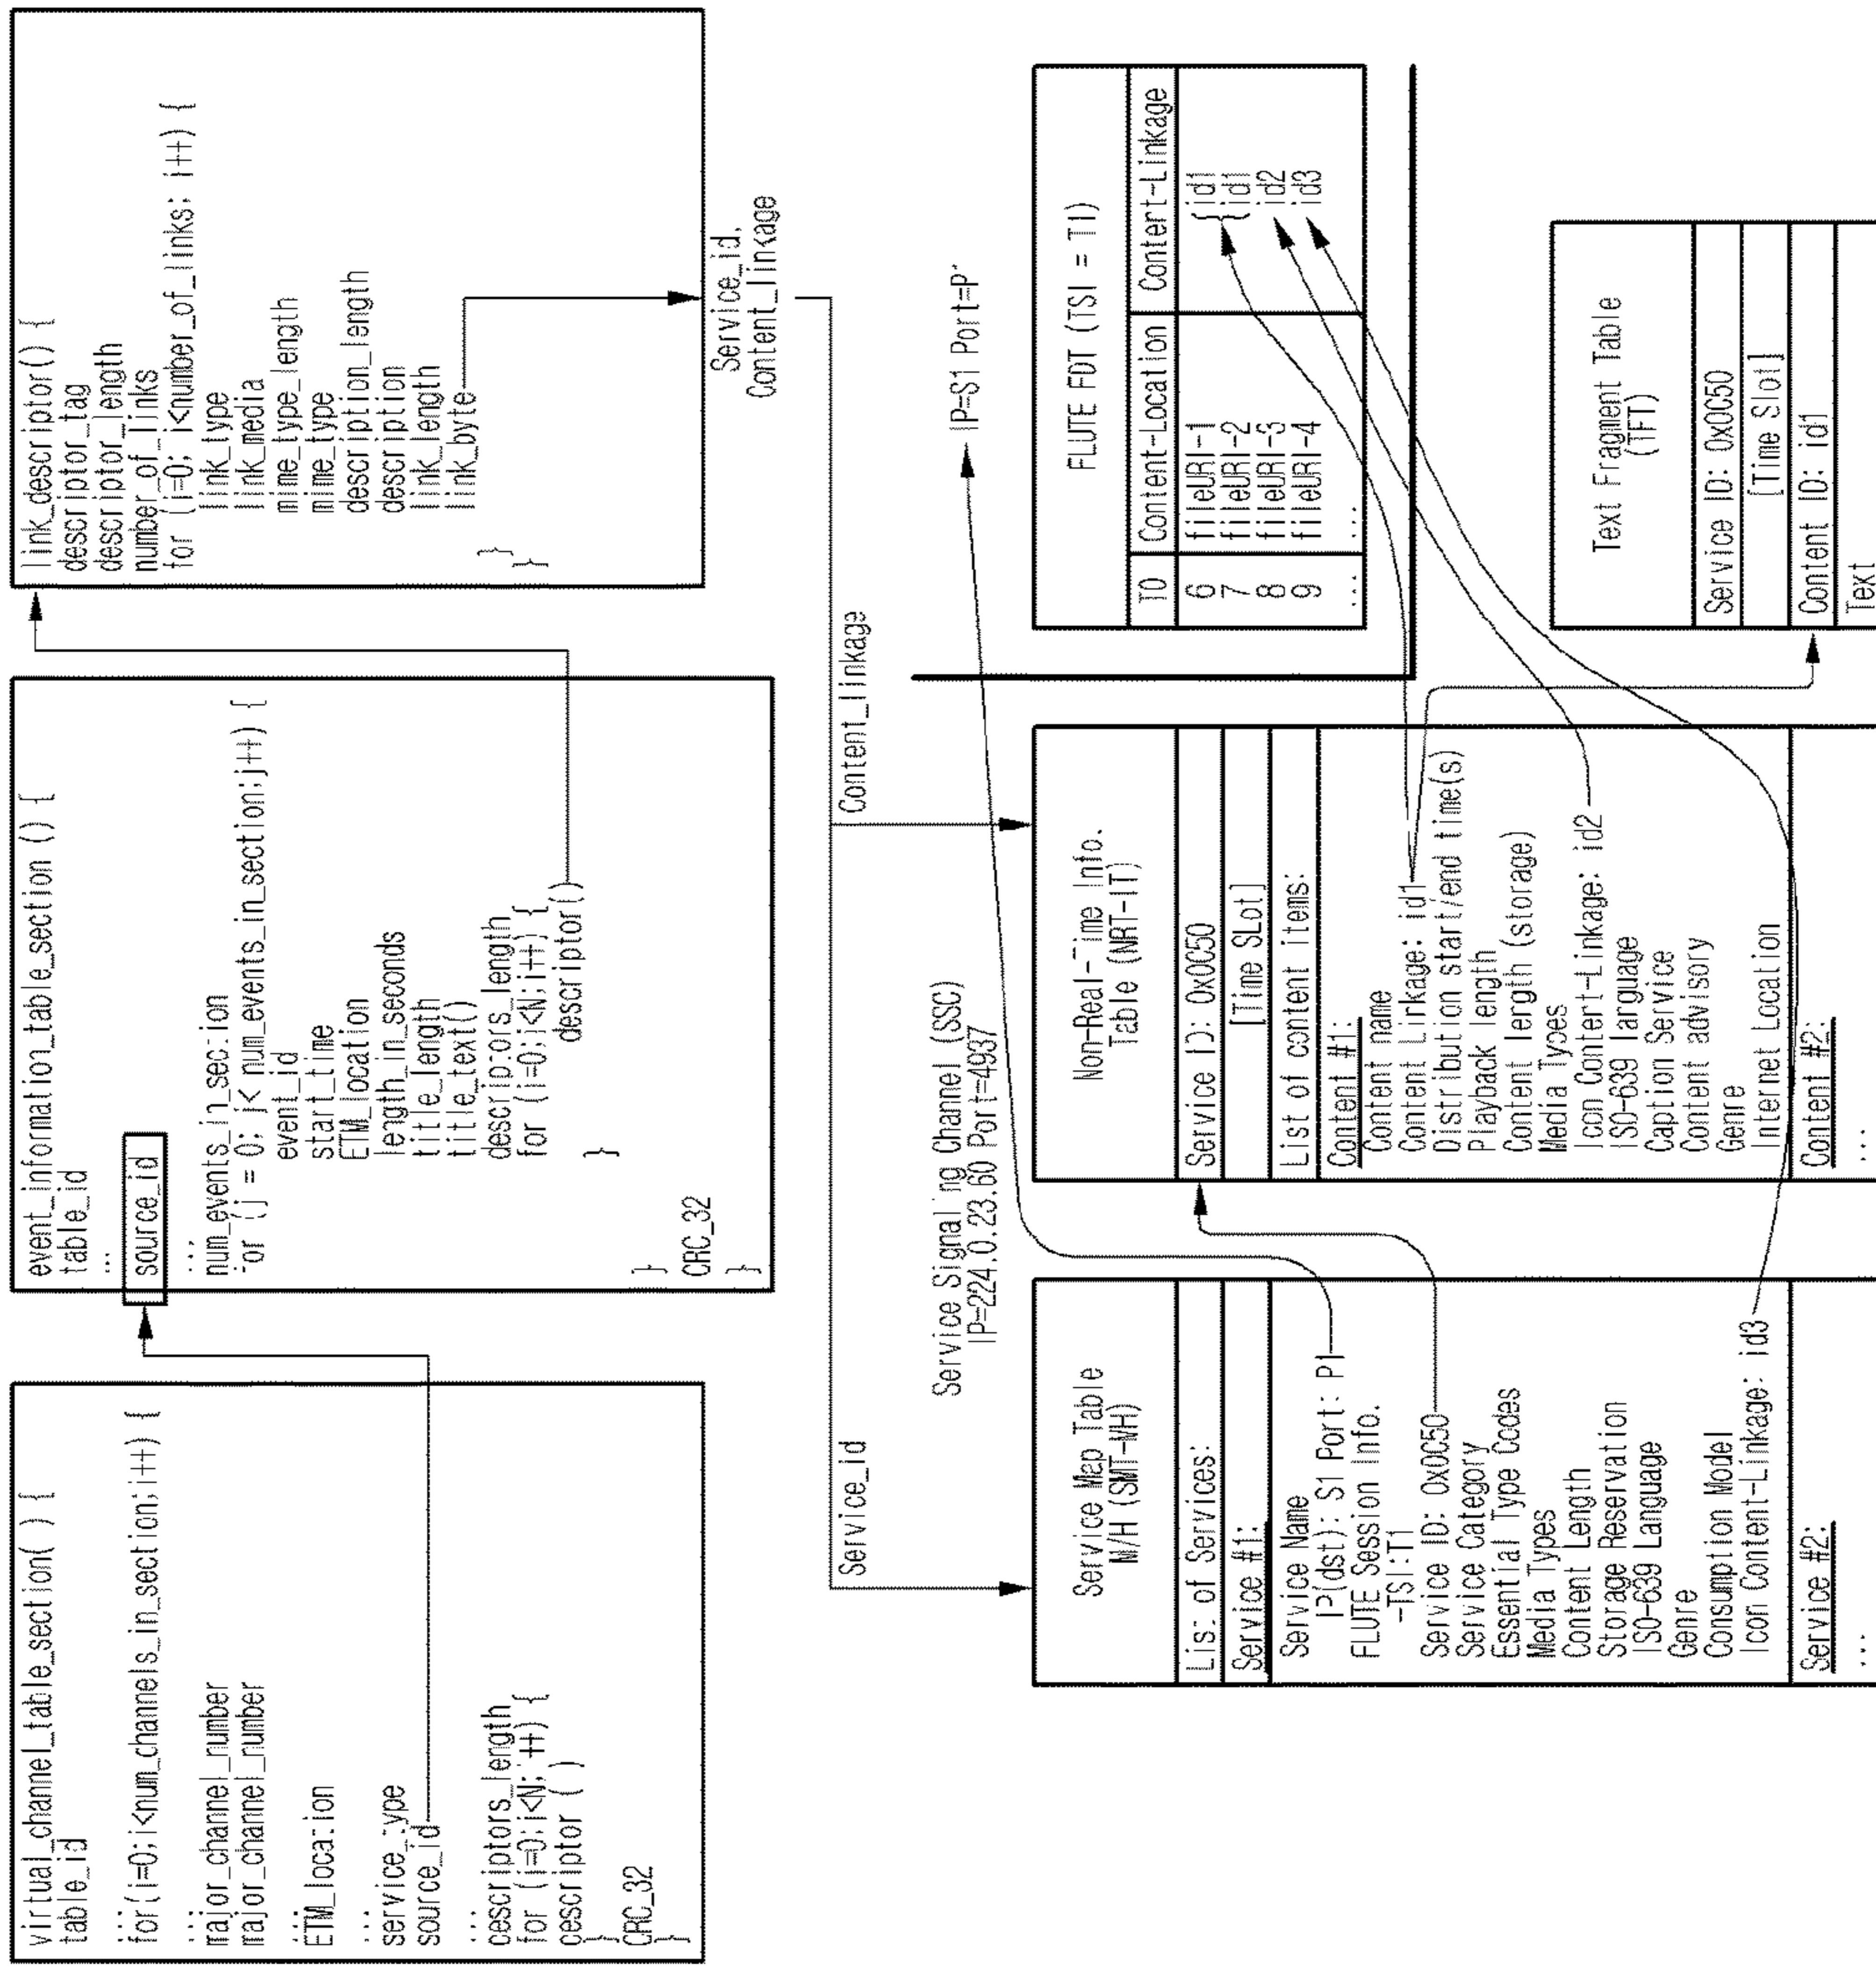 virtual_channel_table_section( ) {
table_id
...
for(i=0;i<num_channels_in_section;i++) {
...
major_channel_number
major_channel_number
...
ETM_location
...
service_type
source_id
...
descriptors_length
for (i=0;i<N;i++) {
descriptor ( )
}
CRC_32
}
event_information_table_section () {
table_id
...
source_id
...
num_events_in_section
for (j = 0; j< num_events_in_section;j++) {
event_id
start_time
ETM_location
length_in_seconds
title_length
title_text()
descriptors_length
for (i=0;i<N;i++) {
descriptor()
}
}
CRC_32
}
link_descriptor() {
descriptor_tag
descriptor_length
number_of_links
for (i=0; i<number_of_links; i++) {
link_type
link_media
mime_type_length
mime_type
description_length
description
link_length
link_byte
}
}
Service_id,
Content_linkage
Service_id
Content_linkage
Service Signaling Channel (SSC)
IP=224.0.23.60 Port=4937
IP=S1 Port=P1
Service Map Table
M/H (SMT-MH)
List of Services:
Service #1:
Service Name
IP(dst): S1 Port: P1
FLUTE Session Info.
-TSI:T1
Service ID: 0x0C50
Service Category
Essential Type Codes
Media Types
Content Length
Storage Reservation
ISO-639 Language
Genre
Consumption Model
Icon Content-Linkage: id3
Service #2:
...
Non-Real-Time Info.
Table (NRT-IT)
Service ID: 0x0C50
[Time SLot]
List of content items:
Content #1:
Content name
Content Linkage: id1
Distribution start/end time(s)
Playback length
Content length (storage)
Media Types
Icon Content-Linkage: id2
ISO-639 language
Caption Service
Content advisory
Genre
Internet Location
Content #2:
...
FLUTE FDT (TSI = T1)
TO Content-Location Content-Linkage
6 fileURI-1 id1
7 fileURI-2 id1
8 fileURI-3 id2
9 fileURI-4 id3
... ...
Text Fragment Table
(TFT)
Service ID: 0x0C50
[Time Slot]
Content ID: id1
Text